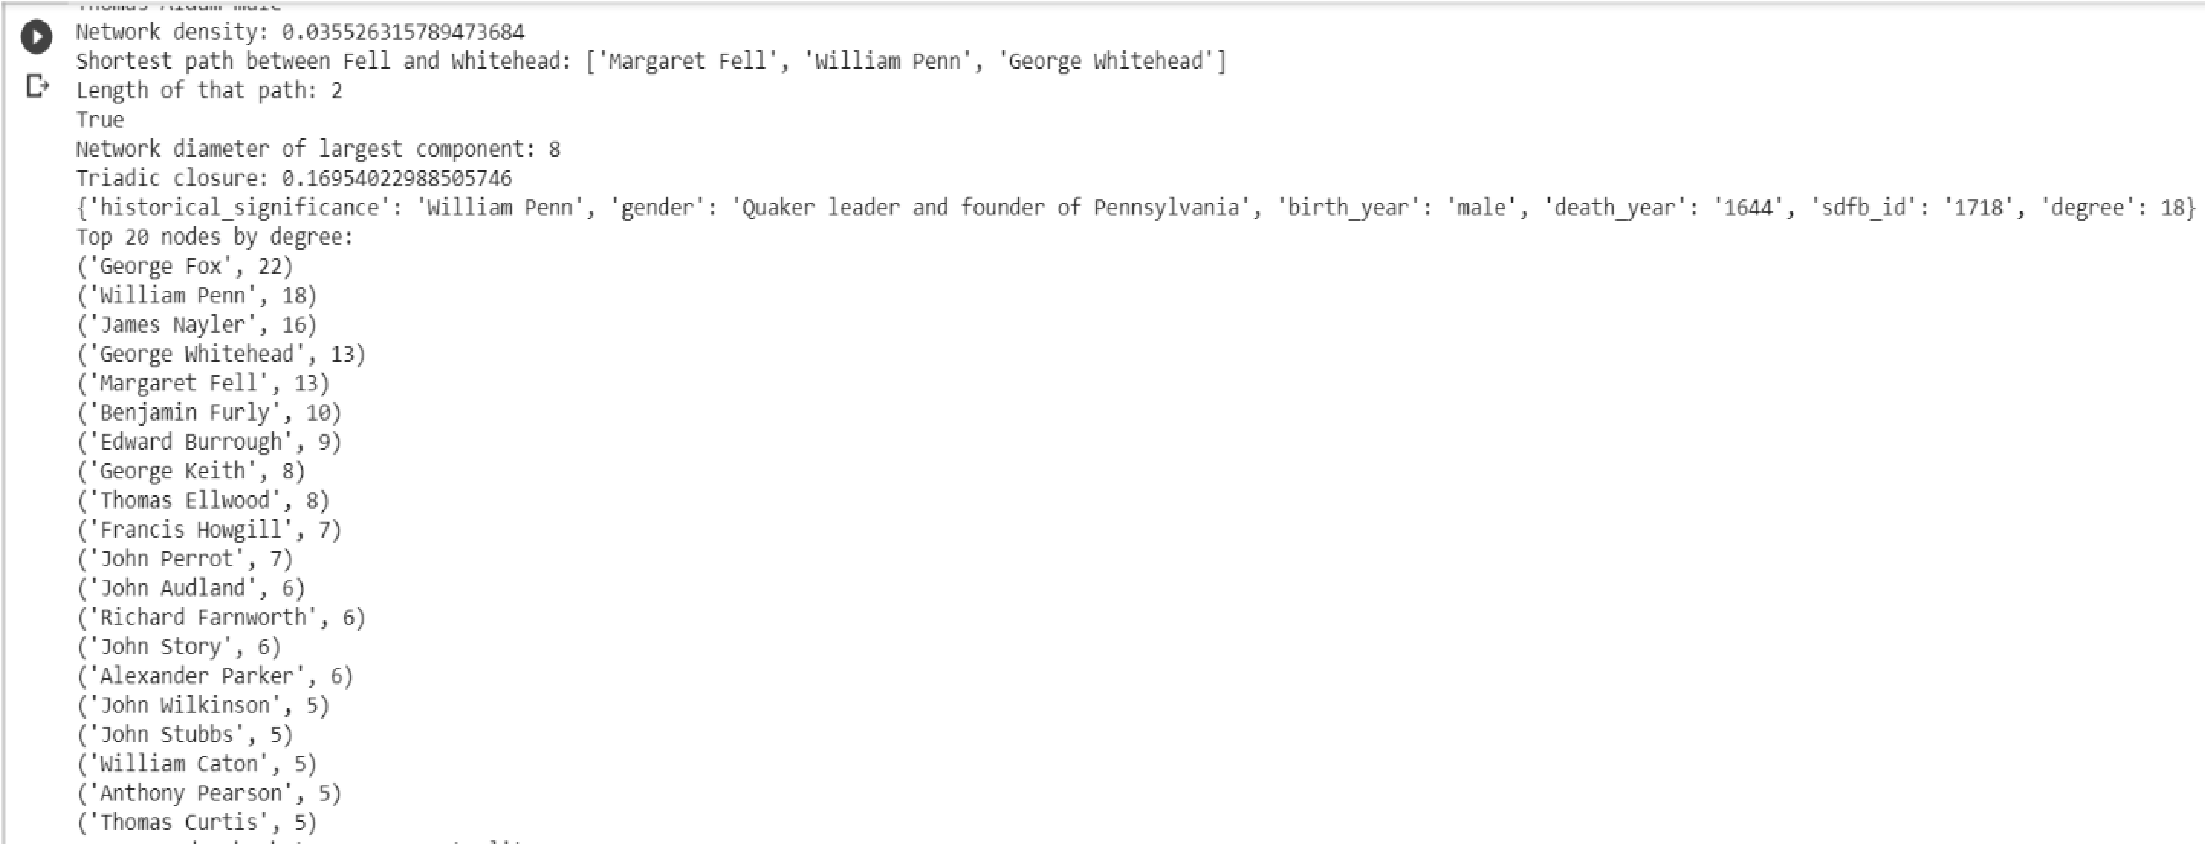 Network density: 0.035526315789473684
Shortest path between Fell and Whitehead: ['Margaret Fell', 'William Penn', 'George Whitehead']
Length of that path: 2
True
Network diameter of largest component: 8
Triadic closure: 0.16954022988505746
{'historical_significance': 'William Penn', 'gender': 'Quaker leader and founder of Pennsylvania', 'birth_year': 'male', 'death_year': '1644', 'sdfb_id': '1718', 'degree': 18}
Top 20 nodes by degree:
('George Fox', 22)
('William Penn', 18)
('James Nayler', 16)
('George Whitehead', 13)
('Margaret Fell', 13)
('Benjamin Furly', 10)
('Edward Burrough', 9)
('George Keith', 8)
('Thomas Ellwood', 8)
('Francis Howgill', 7)
('John Perrot', 7)
('John Audland', 6)
('Richard Farnworth', 6)
('John Story', 6)
('Alexander Parker', 6)
('John Wilkinson', 5)
('John Stubbs', 5)
('William Caton', 5)
('Anthony Pearson', 5)
('Thomas Curtis', 5)